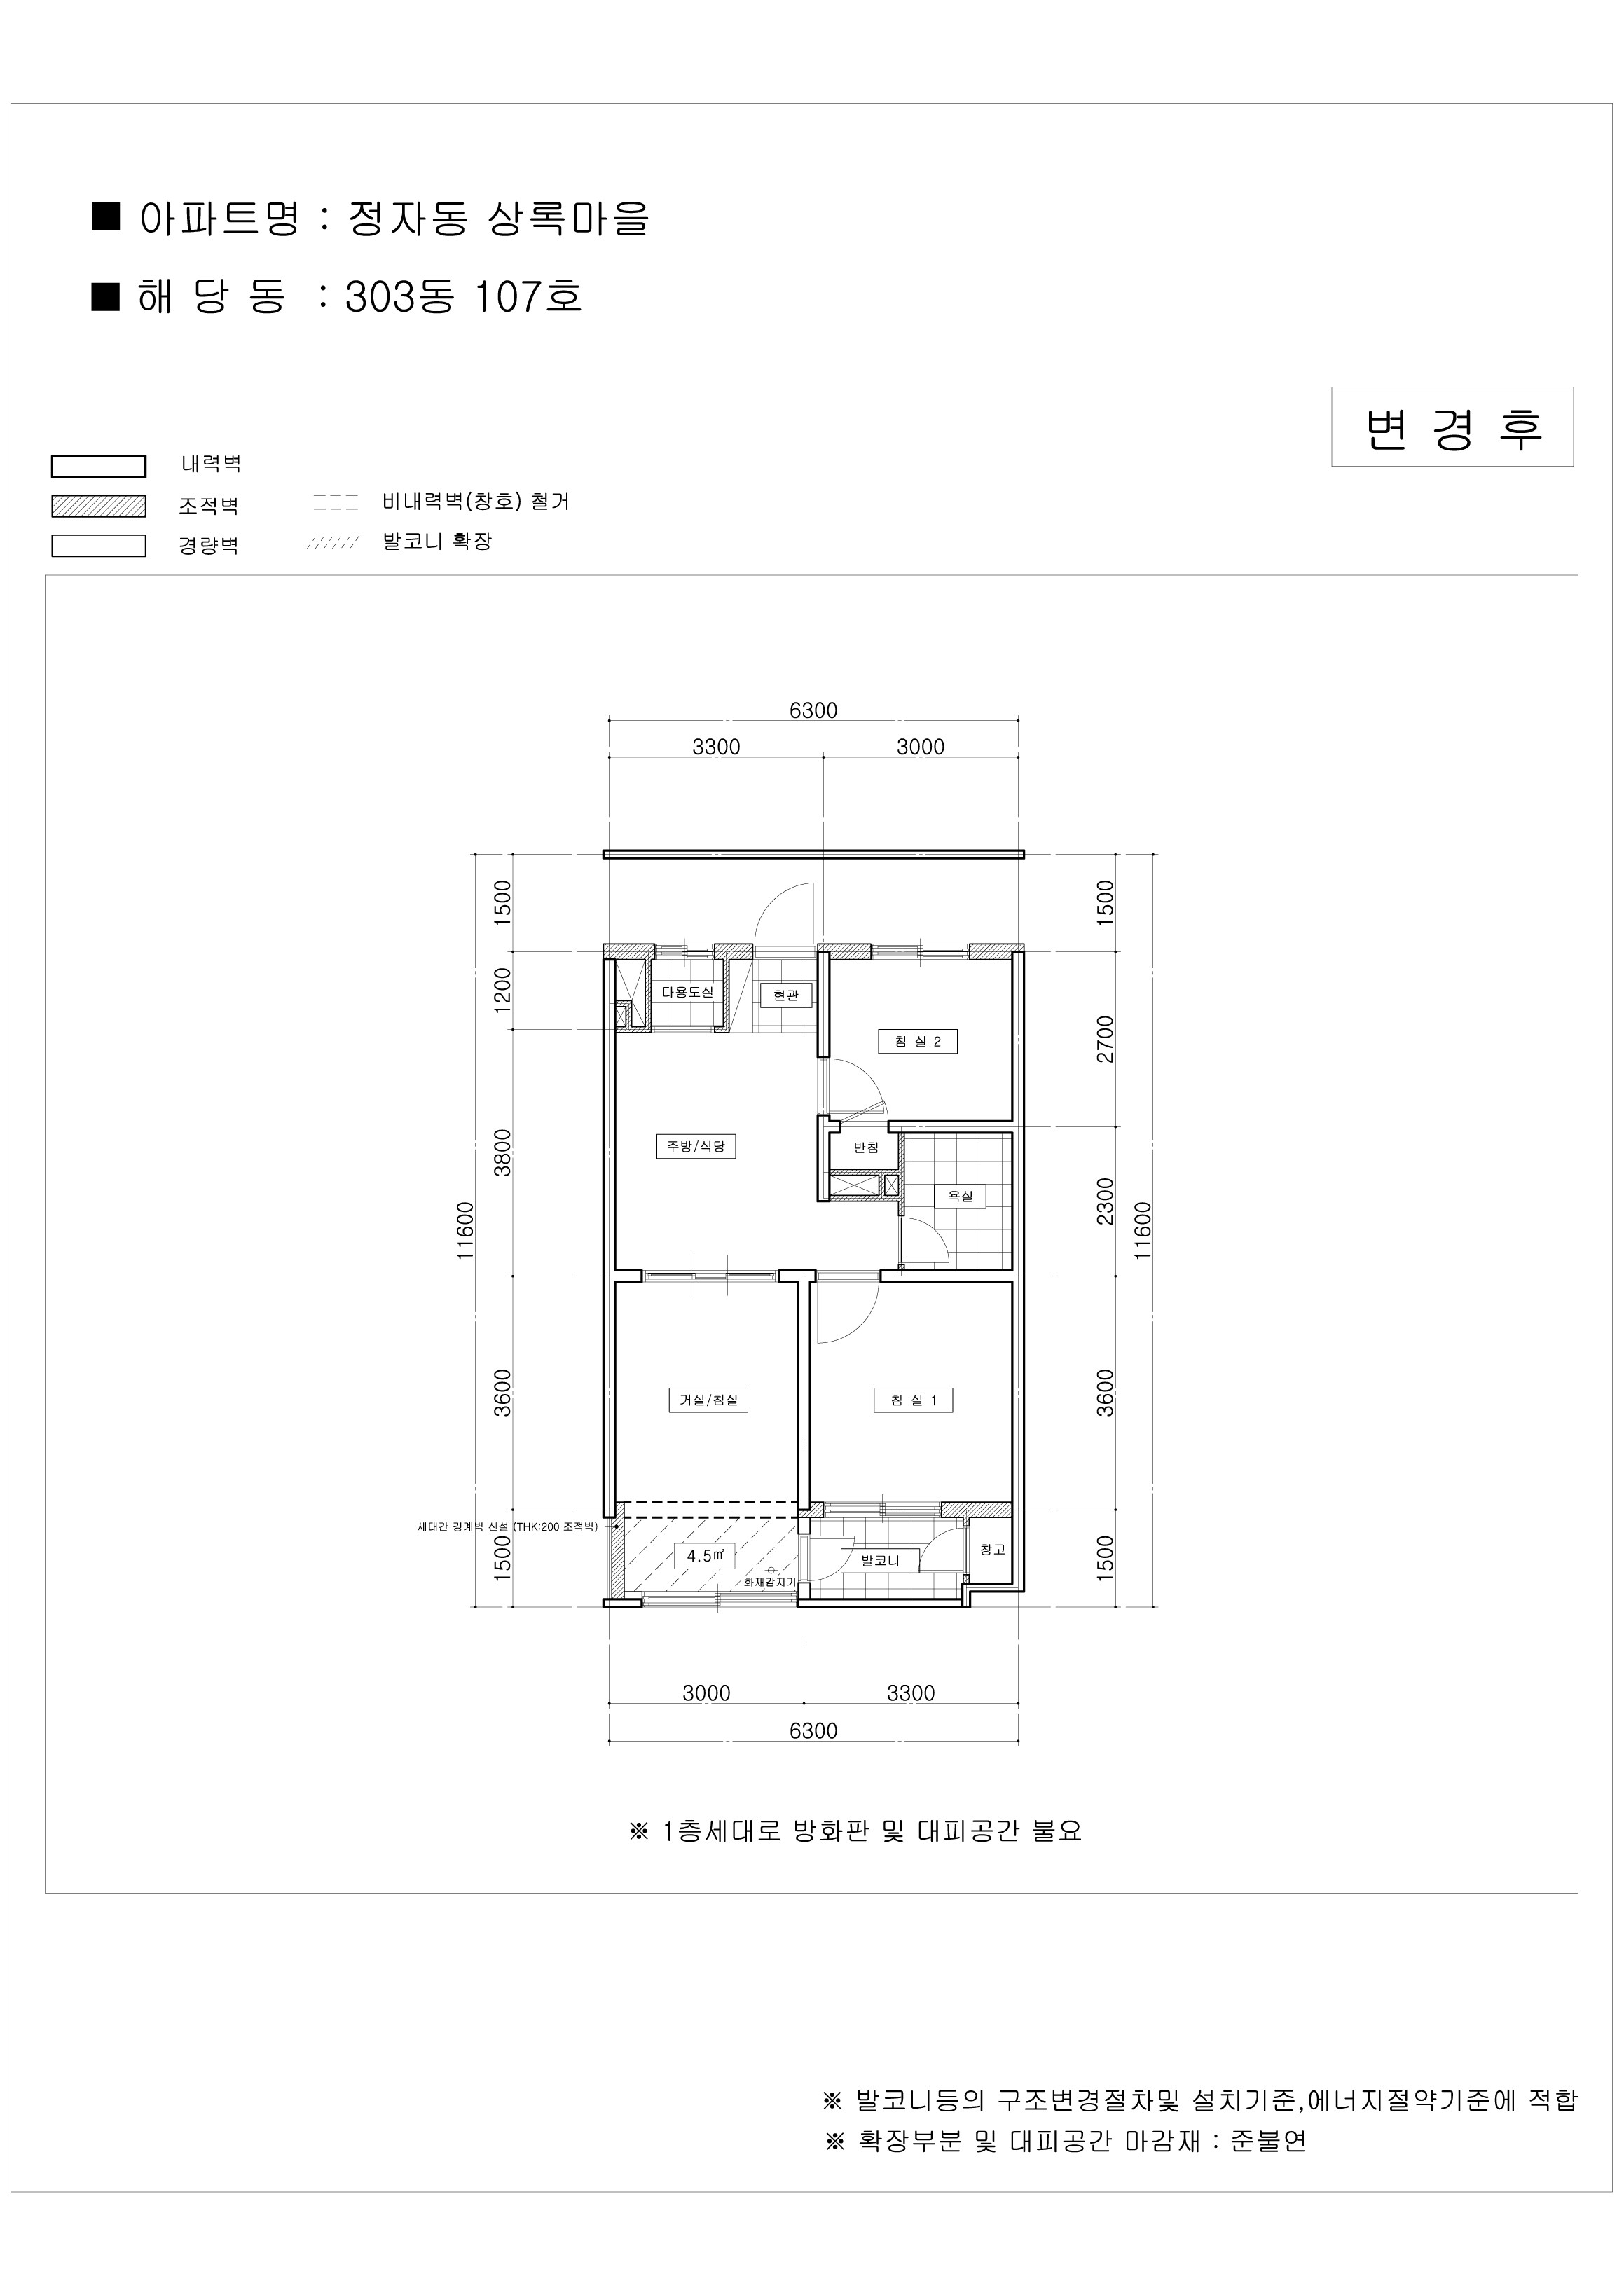 ■ 아파트명 : 정자동 상록마을
■ 해 당 동 : 303동 107호
변 경 후
내력벽
조적벽
경량벽
비내력벽(창호) 철거
발코니 확장
6300
3300
3000
1500
1200
3800
3600
1500
11600
1500
2700
2300
3600
1500
11600
다용도실
현관
침 실 2
주방/식당
반침
욕실
거실/침실
침 실 1
세대간 경계벽 신설 (THK:200 조적벽)
4.5㎡
화재감지기
발코니
창고
3000
3300
6300
※ 1층세대로 방화판 및 대피공간 불요
※ 발코니등의 구조변경절차및 설치기준,에너지절약기준에 적합
※ 확장부분 및 대피공간 마감재 : 준불연